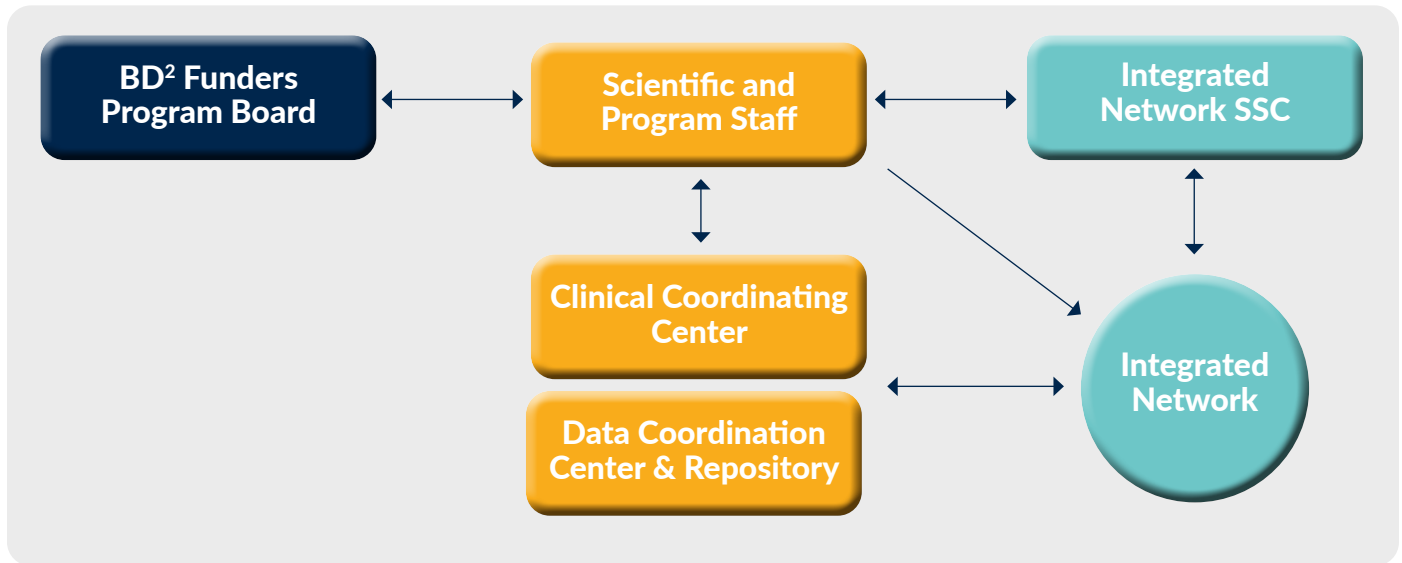 BD² Funders
Program Board
Scientific and
Program Staff
Integrated
Network SSC
Clinical Coordinating
Center
Data Coordination
Center & Repository
Integrated
Network